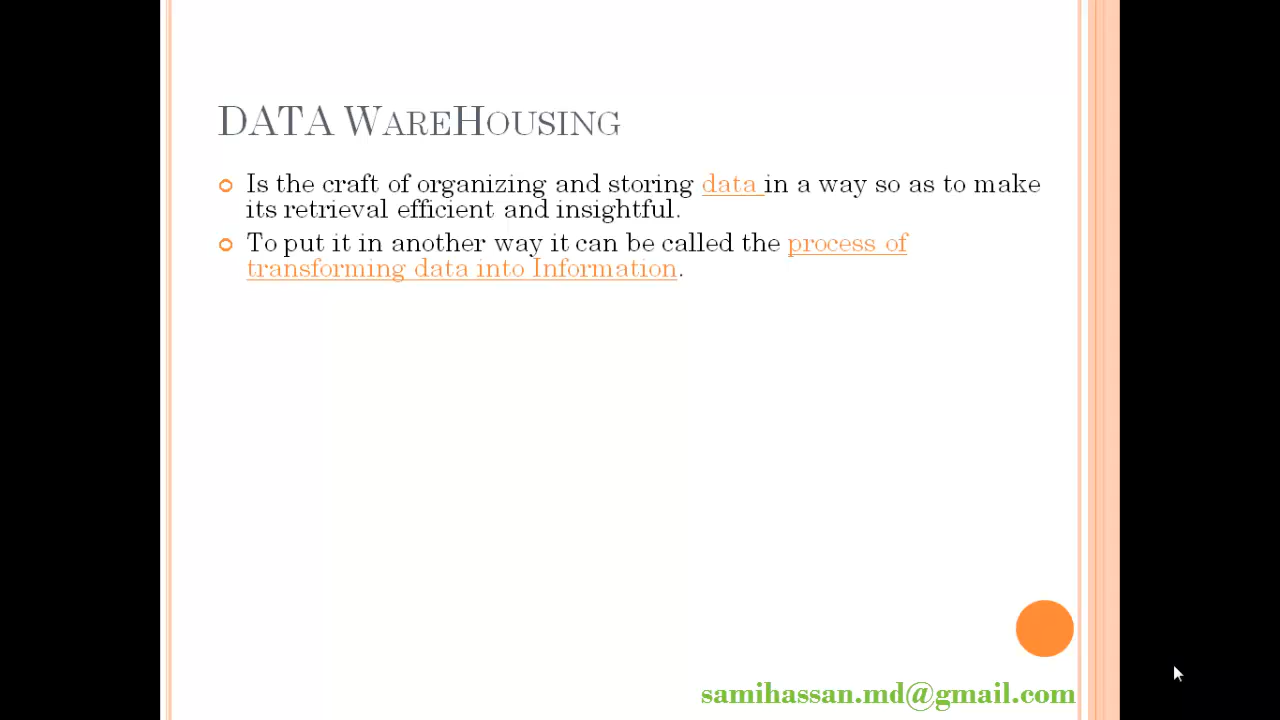 DATA WAREHOUSING
Is the craft of organizing and storing data in a way so as to make
its retrieval efficient and insightful.
To put it in another way it can be called the process of
transforming data into Information.
samihassan.md@gmail.com